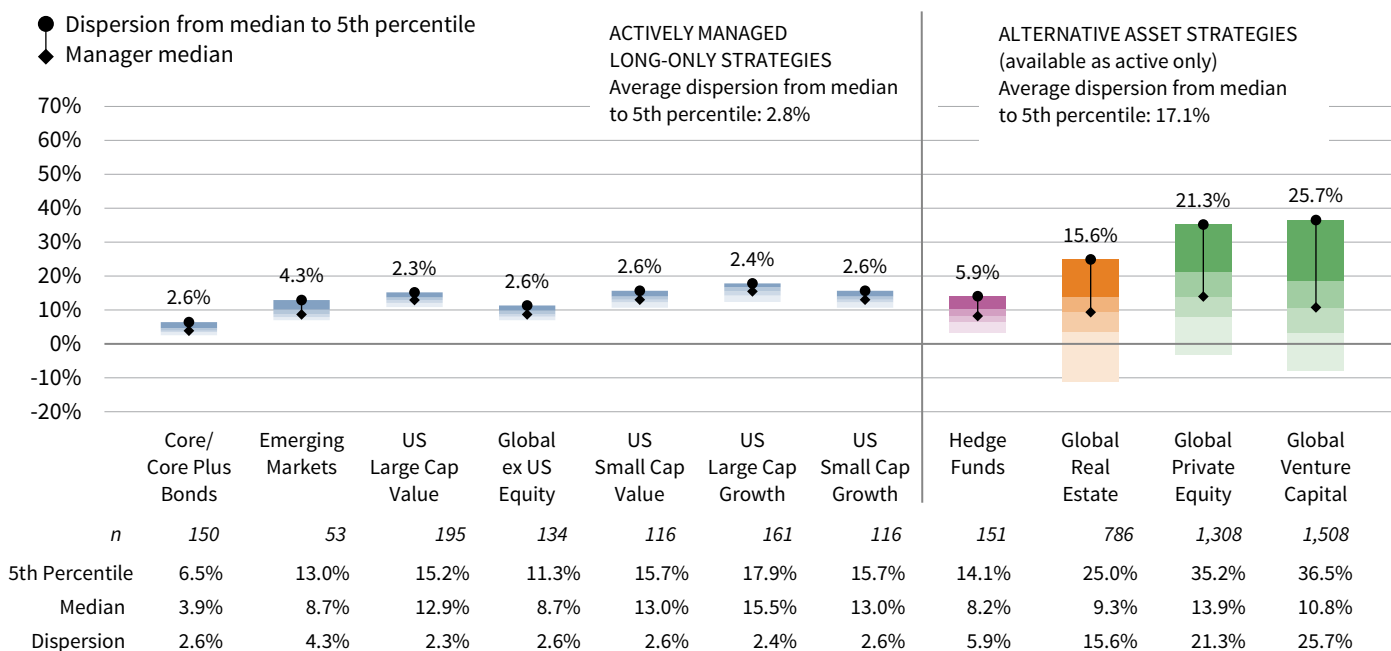 Dispersion from median to 5th percentile
Manager median
ACTIVELY MANAGED
LONG-ONLY STRATEGIES
Average dispersion from median
to 5th percentile: 2.8%
ALTERNATIVE ASSET STRATEGIES
(available as active only)
Average dispersion from median
to 5th percentile: 17.1%
70%
60%
50%
40%
30%
20%
10%
0%
-10%
-20%
2.6%
4.3%
2.3%
2.6%
2.6%
2.4%
2.6%
5.9%
15.6%
21.3%
25.7%
Core/
Core Plus
Bonds
Emerging
Markets
US
Large Cap
Value
Global
ex US
Equity
US
Small Cap
Value
US
Large Cap
Growth
US
Small Cap
Growth
Hedge
Funds
Global
Real
Estate
Global
Private
Equity
Global
Venture
Capital
n 150 53 195 134 116 161 116 151 786 1,308 1,508
5th Percentile 6.5% 13.0% 15.2% 11.3% 15.7% 17.9% 15.7% 14.1% 25.0% 35.2% 36.5%
Median 3.9% 8.7% 12.9% 8.7% 13.0% 15.5% 13.0% 8.2% 9.3% 13.9% 10.8%
Dispersion 2.6% 4.3% 2.3% 2.6% 2.6% 2.4% 2.6% 5.9% 15.6% 21.3% 25.7%